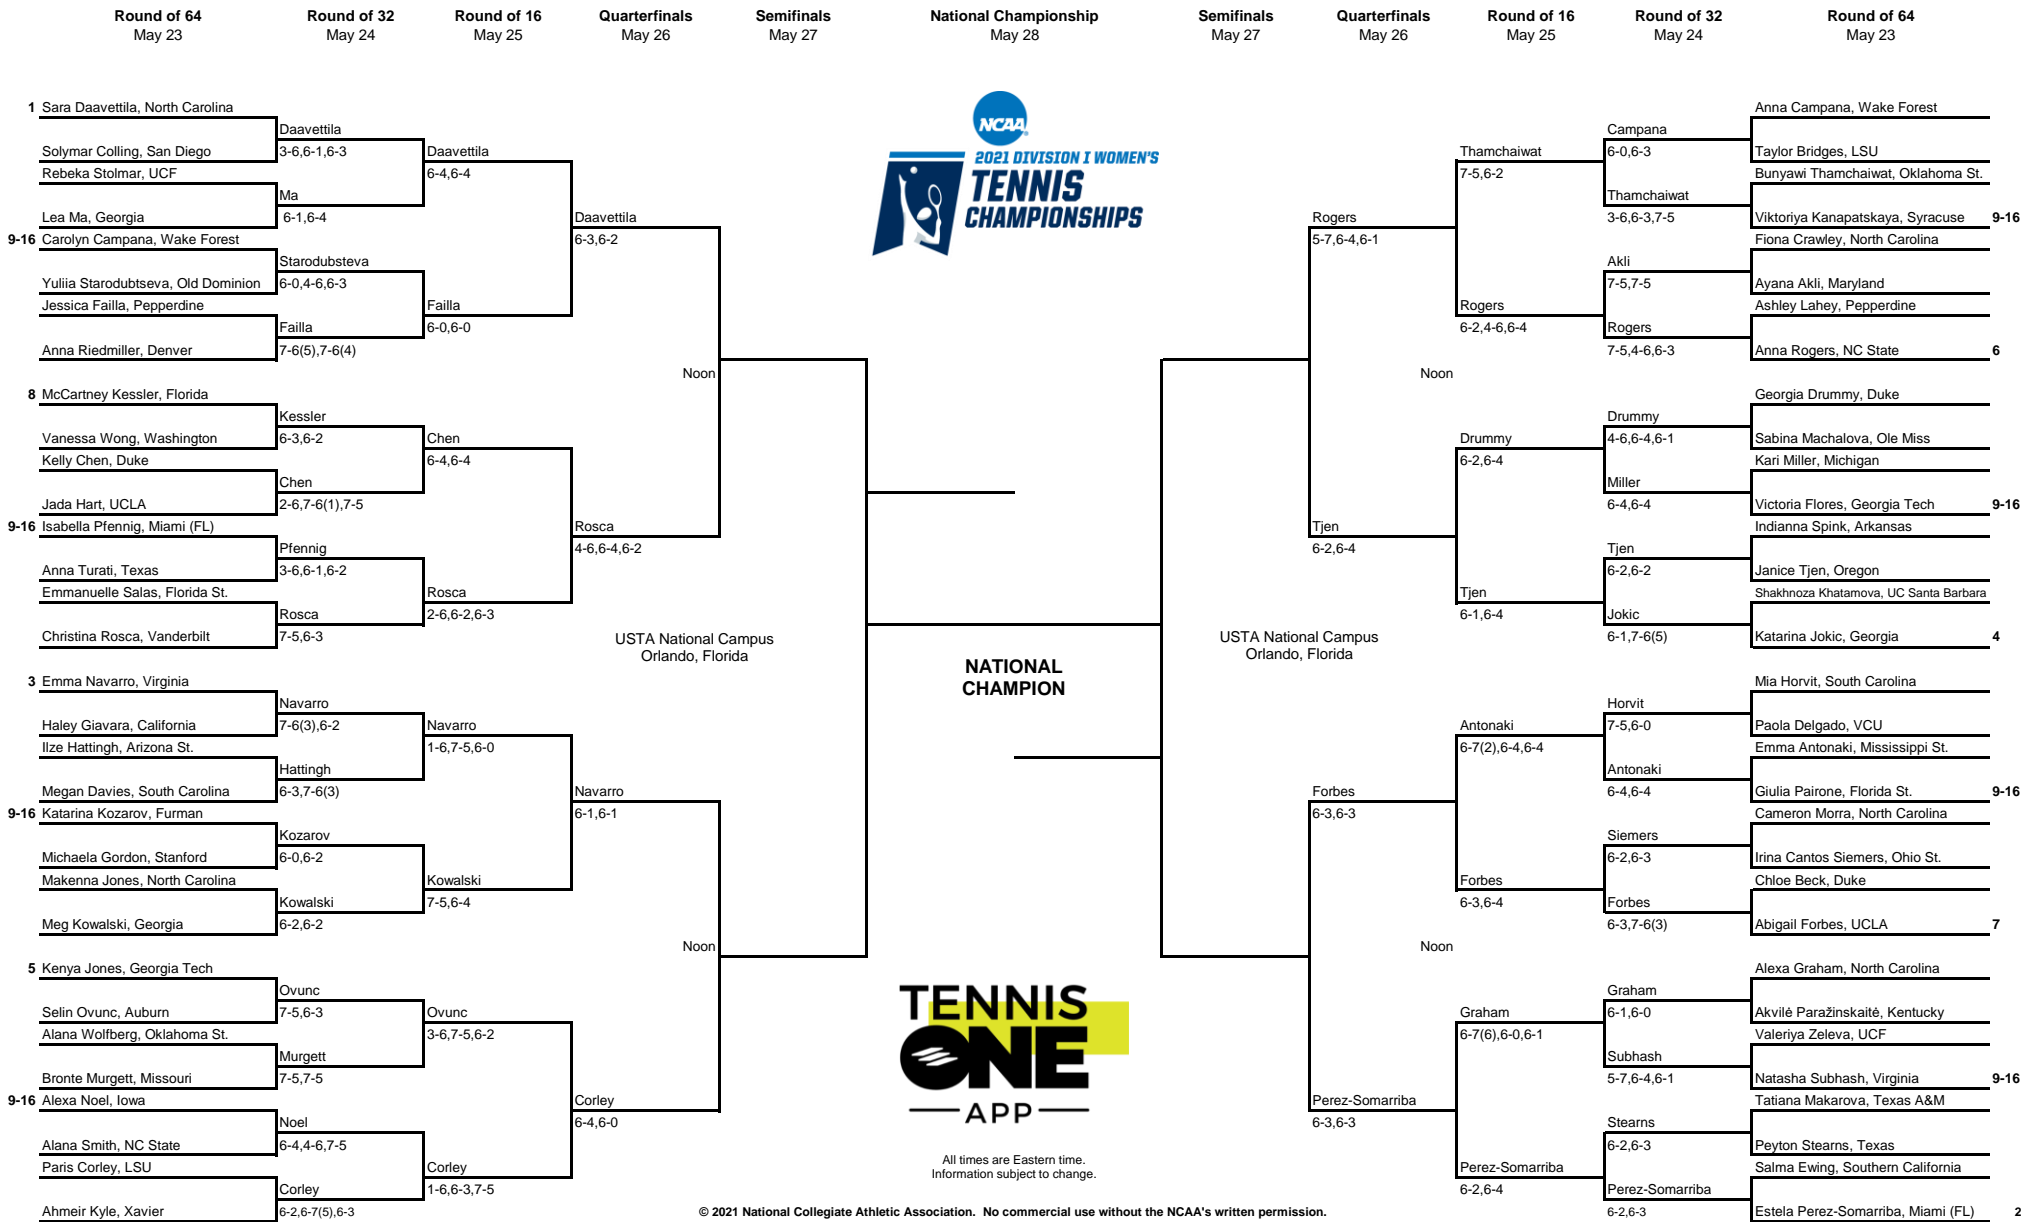 Round of 64
May 23
Round of 32
May 24
Round of 16
May 25
Quarterfinals
May 26
Semifinals
May 27
National Championship
May 28
Semifinals
May 27
Quarterfinals
May 26
Round of 16
May 25
Round of 32
May 24
Round of 64
May 23
1 Sara Daavettila, North Carolina
Solymar Colling, San Diego
Rebeka Stolmar, UCF
Lea Ma, Georgia
9-16 Carolyn Campana, Wake Forest
Yuliia Starodubtseva, Old Dominion
Jessica Failla, Pepperdine
Anna Riedmiller, Denver
8 McCartney Kessler, Florida
Vanessa Wong, Washington
Kelly Chen, Duke
Jada Hart, UCLA
9-16 Isabella Pfennig, Miami (FL)
Anna Turati, Texas
Emmanuelle Salas, Florida St.
Christina Rosca, Vanderbilt
3 Emma Navarro, Virginia
Haley Giavara, California
Ilze Hattingh, Arizona St.
Megan Davies, South Carolina
9-16 Katarina Kozarov, Furman
Michaela Gordon, Stanford
Makenna Jones, North Carolina
Meg Kowalski, Georgia
5 Kenya Jones, Georgia Tech
Selin Ovunc, Auburn
Alana Wolfberg, Oklahoma St.
Bronte Murgett, Missouri
9-16 Alexa Noel, Iowa
Alana Smith, NC State
Paris Corley, LSU
Ahmeir Kyle, Xavier
Daavettila
3-6,6-1,6-3
Ma
6-1,6-4
Starodubsteva
6-0,4-6,6-3
Failla
7-6(5),7-6(4)
Kessler
6-3,6-2
Chen
2-6,7-6(1),7-5
Pfennig
3-6,6-1,6-2
Rosca
7-5,6-3
Navarro
7-6(3),6-2
Hattingh
6-3,7-6(3)
Kozarov
6-0,6-2
Kowalski
6-2,6-2
Ovunc
7-5,6-3
Murgett
7-5,7-5
Noel
6-4,4-6,7-5
Corley
6-2,6-7(5),6-3
Daavettila
6-4,6-4
Failla
6-0,6-0
Chen
6-4,6-4
Rosca
2-6,6-2,6-3
Navarro
1-6,7-5,6-0
Kowalski
7-5,6-4
Ovunc
3-6,7-5,6-2
Corley
1-6,6-3,7-5
Daavettila
6-3,6-2
Noon
Rosca
4-6,6-4,6-2
USTA National Campus
Orlando, Florida
Navarro
6-1,6-1
Noon
Corley
6-4,6-0
NCAA
2021 DIVISION I WOMEN'S
TENNIS
CHAMPIONSHIPS
NATIONAL
CHAMPION
TENNIS
ONE
APP
All times are Eastern time.
Information subject to change.
Rogers
5-7,6-4,6-1
Noon
Tjen
6-2,6-4
USTA National Campus
Orlando, Florida
Forbes
6-3,6-3
Noon
Perez-Somarriba
6-3,6-3
Thamchaiwat
7-5,6-2
Rogers
6-2,4-6,6-4
Drummy
6-2,6-4
Tjen
6-1,6-4
Antonaki
6-7(2),6-4,6-4
Forbes
6-3,6-4
Graham
6-7(6),6-0,6-1
Perez-Somarriba
6-2,6-4
Campana
6-0,6-3
Thamchaiwat
3-6,6-3,7-5
Akli
7-5,7-5
Rogers
7-5,4-6,6-3
Drummy
4-6,6-4,6-1
Miller
6-4,6-4
Tjen
6-2,6-2
Jokic
6-1,7-6(5)
Horvit
7-5,6-0
Antonaki
6-4,6-4
Siemers
6-2,6-3
Forbes
6-3,7-6(3)
Graham
6-1,6-0
Subhash
5-7,6-4,6-1
Stearns
6-2,6-3
Perez-Somarriba
6-2,6-3
Anna Campana, Wake Forest
Taylor Bridges, LSU
Bunyawi Thamchaiwat, Oklahoma St.
Viktoriya Kanapatskaya, Syracuse 9-16
Fiona Crawley, North Carolina
Ayana Akli, Maryland
Ashley Lahey, Pepperdine
Anna Rogers, NC State 6
Georgia Drummy, Duke
Sabina Machalova, Ole Miss
Kari Miller, Michigan
Victoria Flores, Georgia Tech 9-16
Indianna Spink, Arkansas
Janice Tjen, Oregon
Shakhnoza Khatamova, UC Santa Barbara
Katarina Jokic, Georgia 4
Mia Horvit, South Carolina
Paola Delgado, VCU
Emma Antonaki, Mississippi St.
Giulia Pairone, Florida St. 9-16
Cameron Morra, North Carolina
Irina Cantos Siemers, Ohio St.
Chloe Beck, Duke
Abigail Forbes, UCLA 7
Alexa Graham, North Carolina
Akvilė Paražinskaitė, Kentucky
Valeriya Zeleva, UCF
Natasha Subhash, Virginia 9-16
Tatiana Makarova, Texas A&M
Peyton Stearns, Texas
Salma Ewing, Southern California
Estela Perez-Somarriba, Miami (FL) 2
© 2021 National Collegiate Athletic Association. No commercial use without the NCAA's written permission.